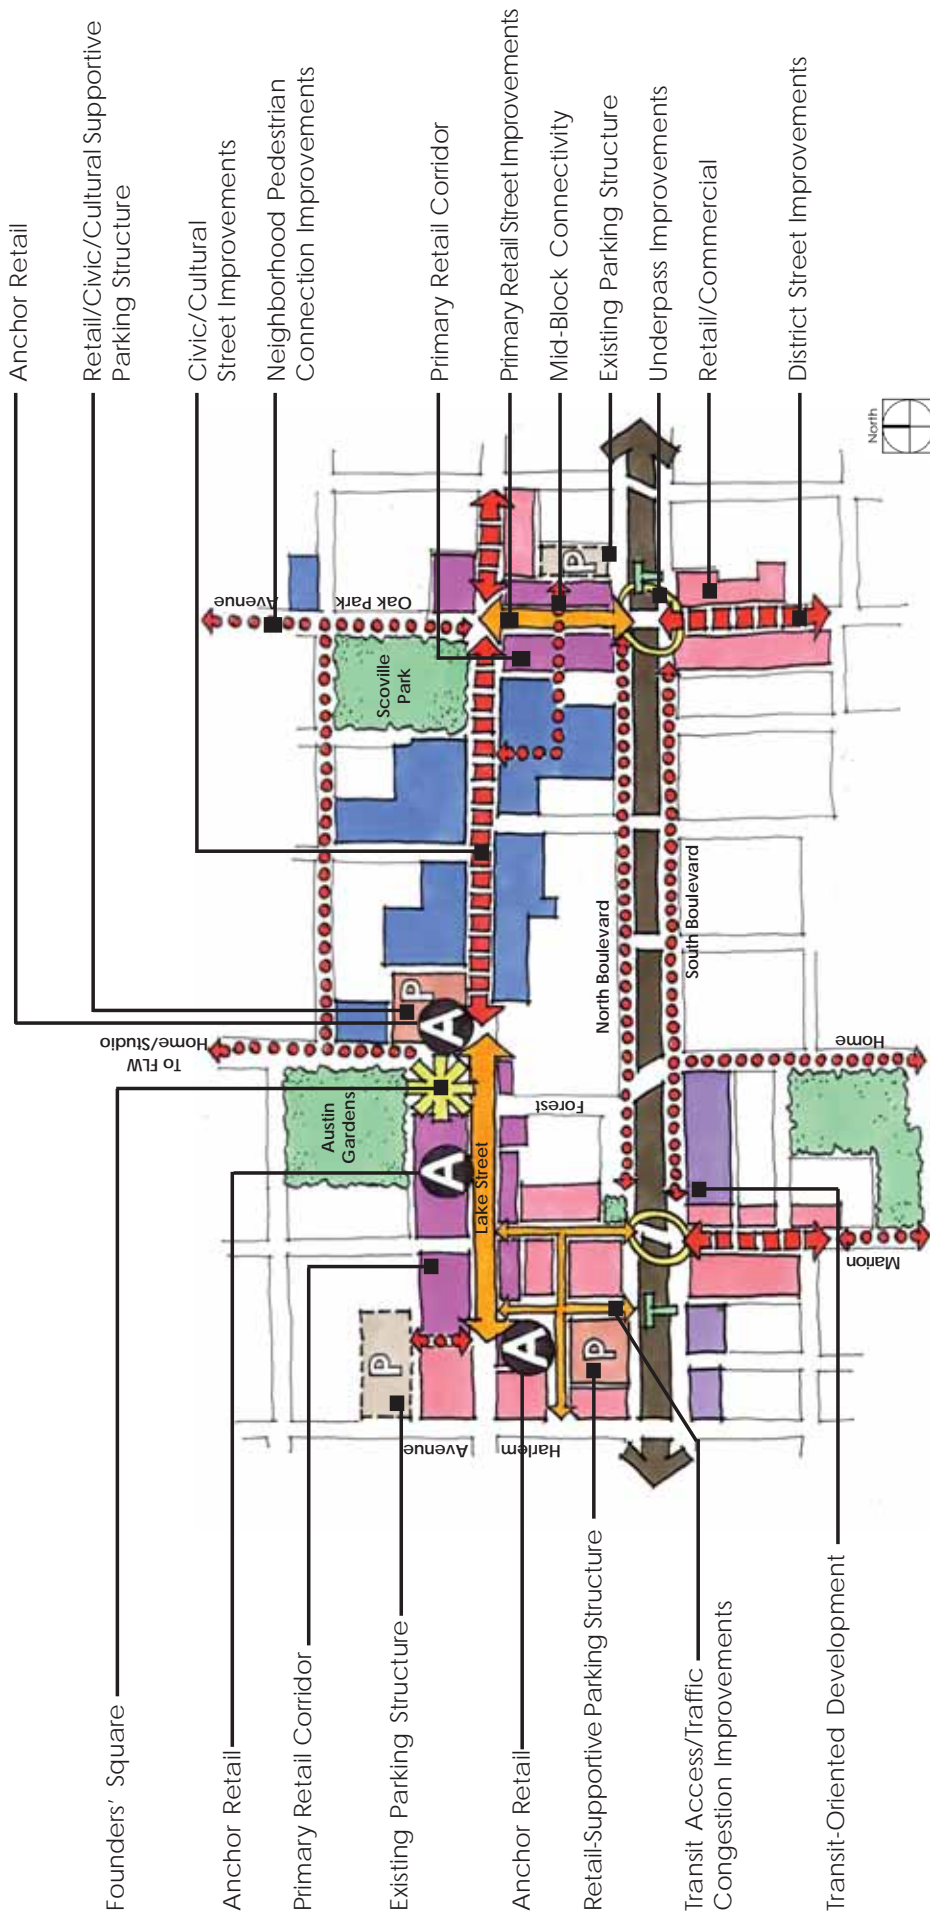 Founders' Square
Anchor Retail
Primary Retail Corridor
Existing Parking Structure
Anchor Retail
Retail-Supportive Parking Structure
Transit Access/Traffic
Congestion Improvements
Transit-Oriented Development
Anchor Retail
Retail/Civic/Cultural Supportive
Parking Structure
Civic/Cultural
Street Improvements
Neighborhood Pedestrian
Connection Improvements
Primary Retail Corridor
Primary Retail Street Improvements
Mid-Block Connectivity
Existing Parking Structure
Underpass Improvements
Retail/Commercial
District Street Improvements
To FLW
Home/Studio
Oak Park
Avenue
Austin
Gardens
Scoville
Park
P
P
P
P
A
A
A
Lake Street
Forest
Harlem
Avenue
North Boulevard
South Boulevard
T
T
Marion
Home
North